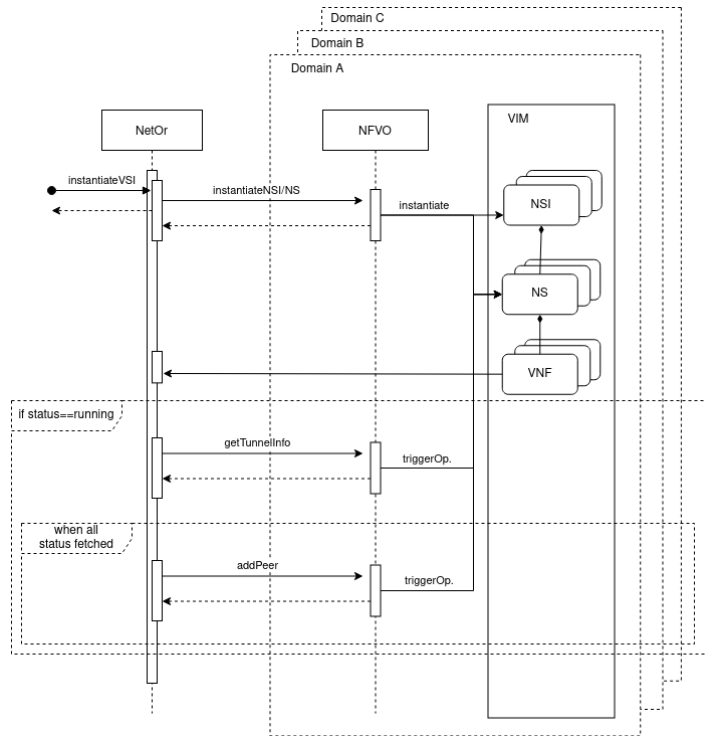 Domain C
Domain B
Domain A
VIM
NetOr
NFVO
instantiateVSI
instantiateNSI/NS
instantiate
NSI
NS
VNF
if status==running
getTunnelInfo
triggerOp.
when all
status fetched
addPeer
triggerOp.